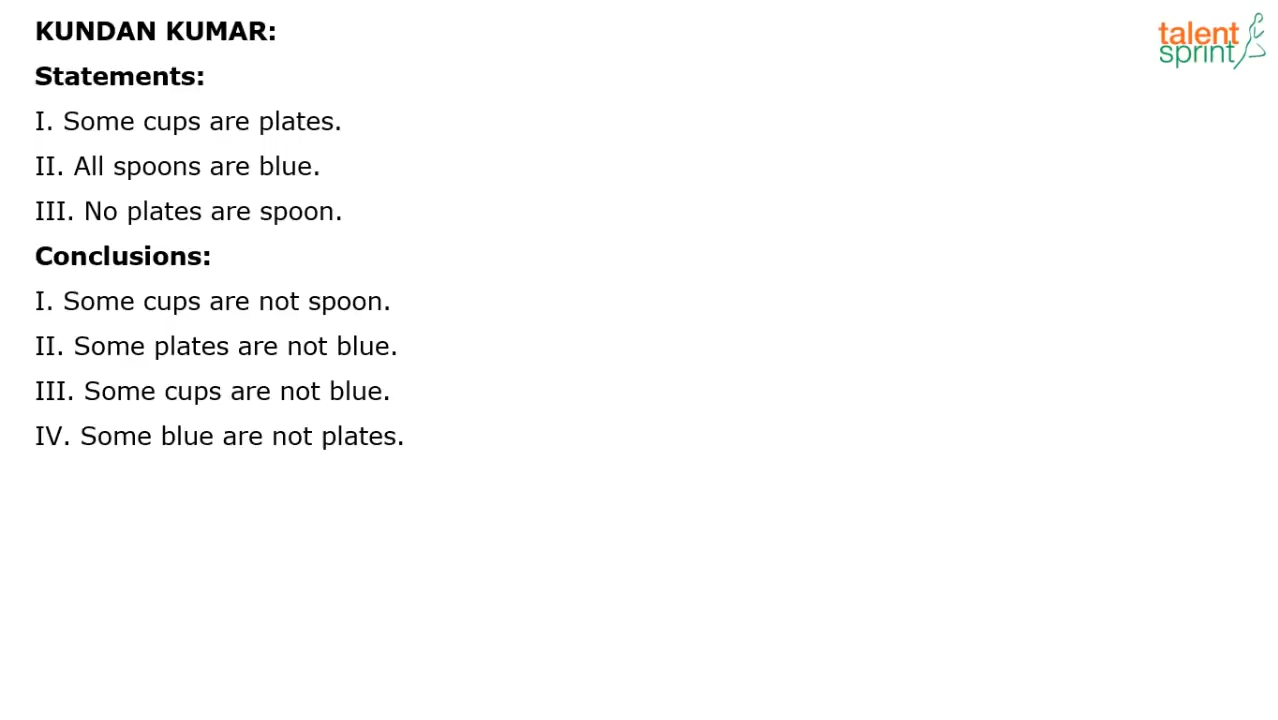 KUNDAN KUMAR:
talent
sprint
Statements:
I. Some cups are plates.
II. All spoons are blue.
III. No plates are spoon.
Conclusions:
I. Some cups are not spoon.
II. Some plates are not blue.
III. Some cups are not blue.
IV. Some blue are not plates.